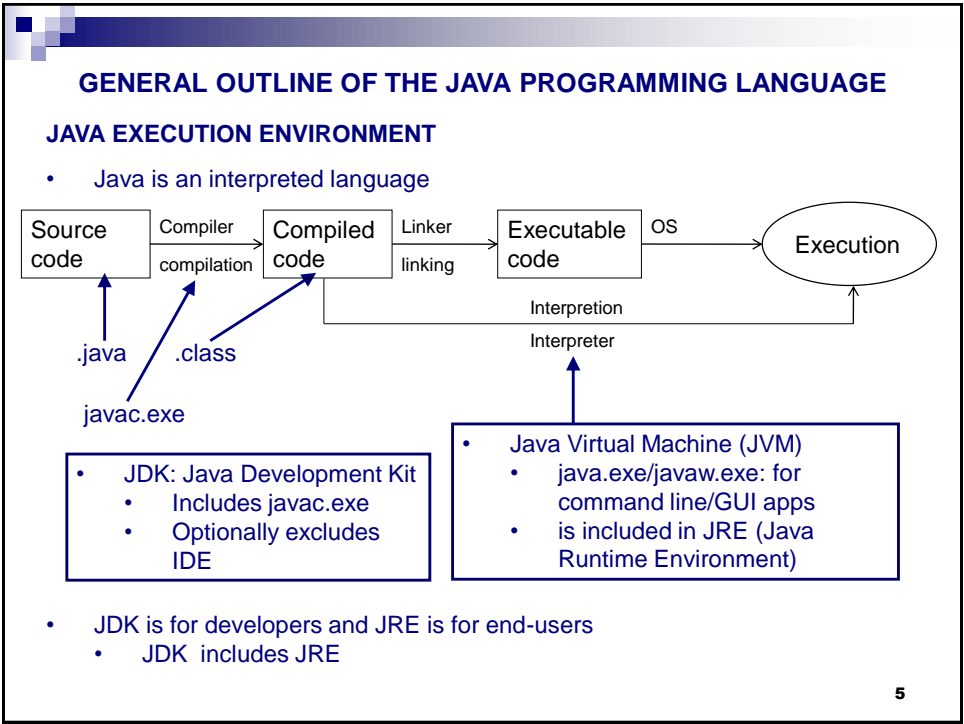 GENERAL OUTLINE OF THE JAVA PROGRAMMING LANGUAGE
JAVA EXECUTION ENVIRONMENT
• Java is an interpreted language
Source
code
Compiler
compilation
Compiled
code
Linker
linking
Executable
code
OS
Execution
Interpretion
Interpreter
.java
.class
javac.exe
• JDK: Java Development Kit
• Includes javac.exe
• Optionally excludes
IDE
• Java Virtual Machine (JVM)
• java.exe/javaw.exe: for
command line/GUI apps
• is included in JRE (Java
Runtime Environment)
• JDK is for developers and JRE is for end-users
• JDK includes JRE
5